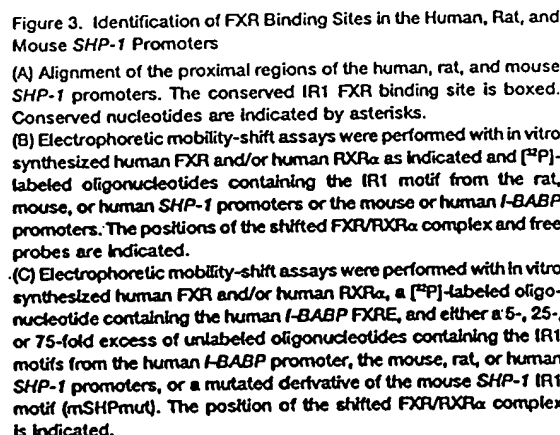 Figure 3. Identification of FXR Binding Sites in the Human, Rat, and
Mouse SHP-1 Promoters
(A) Alignment of the proximal regions of the human, rat, and mouse
SHP-1 promoters. The conserved IR1 FXR binding site is boxed.
Conserved nucleotides are indicated by asterisks.
(B) Electrophoretic mobility-shift assays were performed with in vitro
synthesized human FXR and/or human RXRα as indicated and [³²P]-
labeled oligonucleotides containing the IR1 motif from the rat,
mouse, or human SHP-1 promoters or the mouse or human I-BABP
promoters. The positions of the shifted FXR/RXRα complex and free
probes are indicated.
(C) Electrophoretic mobility-shift assays were performed with in vitro
synthesized human FXR and/or human RXRα, a [³²P]-labeled oligo-
nucleotide containing the human I-BABP FXRE, and either a 5-, 25-,
or 75-fold excess of unlabeled oligonucleotides containing the IR1
motifs from the human I-BABP promoter, the mouse, rat, or human
SHP-1 promoters, or a mutated derivative of the mouse SHP-1 IR1
motif (mSHPmut). The position of the shifted FXR/RXRα complex
is indicated.